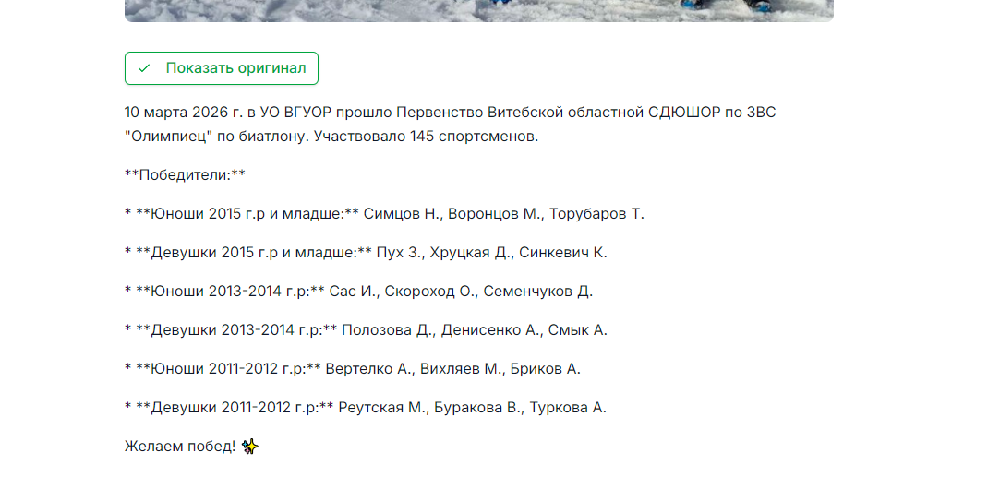 Показать оригинал
10 марта 2026 г. в УО ВГУОР прошло Первенство Витебской областной СДЮШОР по ЗВС
"Олимпиец" по биатлону. Участвовало 145 спортсменов.
**Победители:**
* **Юноши 2015 г.р и младше:** Симцов Н., Воронцов М., Торубаров Т.
* **Девушки 2015 г.р и младше:** Пух З., Хруцкая Д., Синкевич К.
* **Юноши 2013-2014 г.р:** Сас И., Скороход О., Семенчуков Д.
* **Девушки 2013-2014 г.р:** Полозова Д., Денисенко А., Смык А.
* **Юноши 2011-2012 г.р:** Вертелко А., Вихляев М., Бриков А.
* **Девушки 2011-2012 г.р:** Реутская М., Буракова В., Туркова А.
Желаем побед! ✨